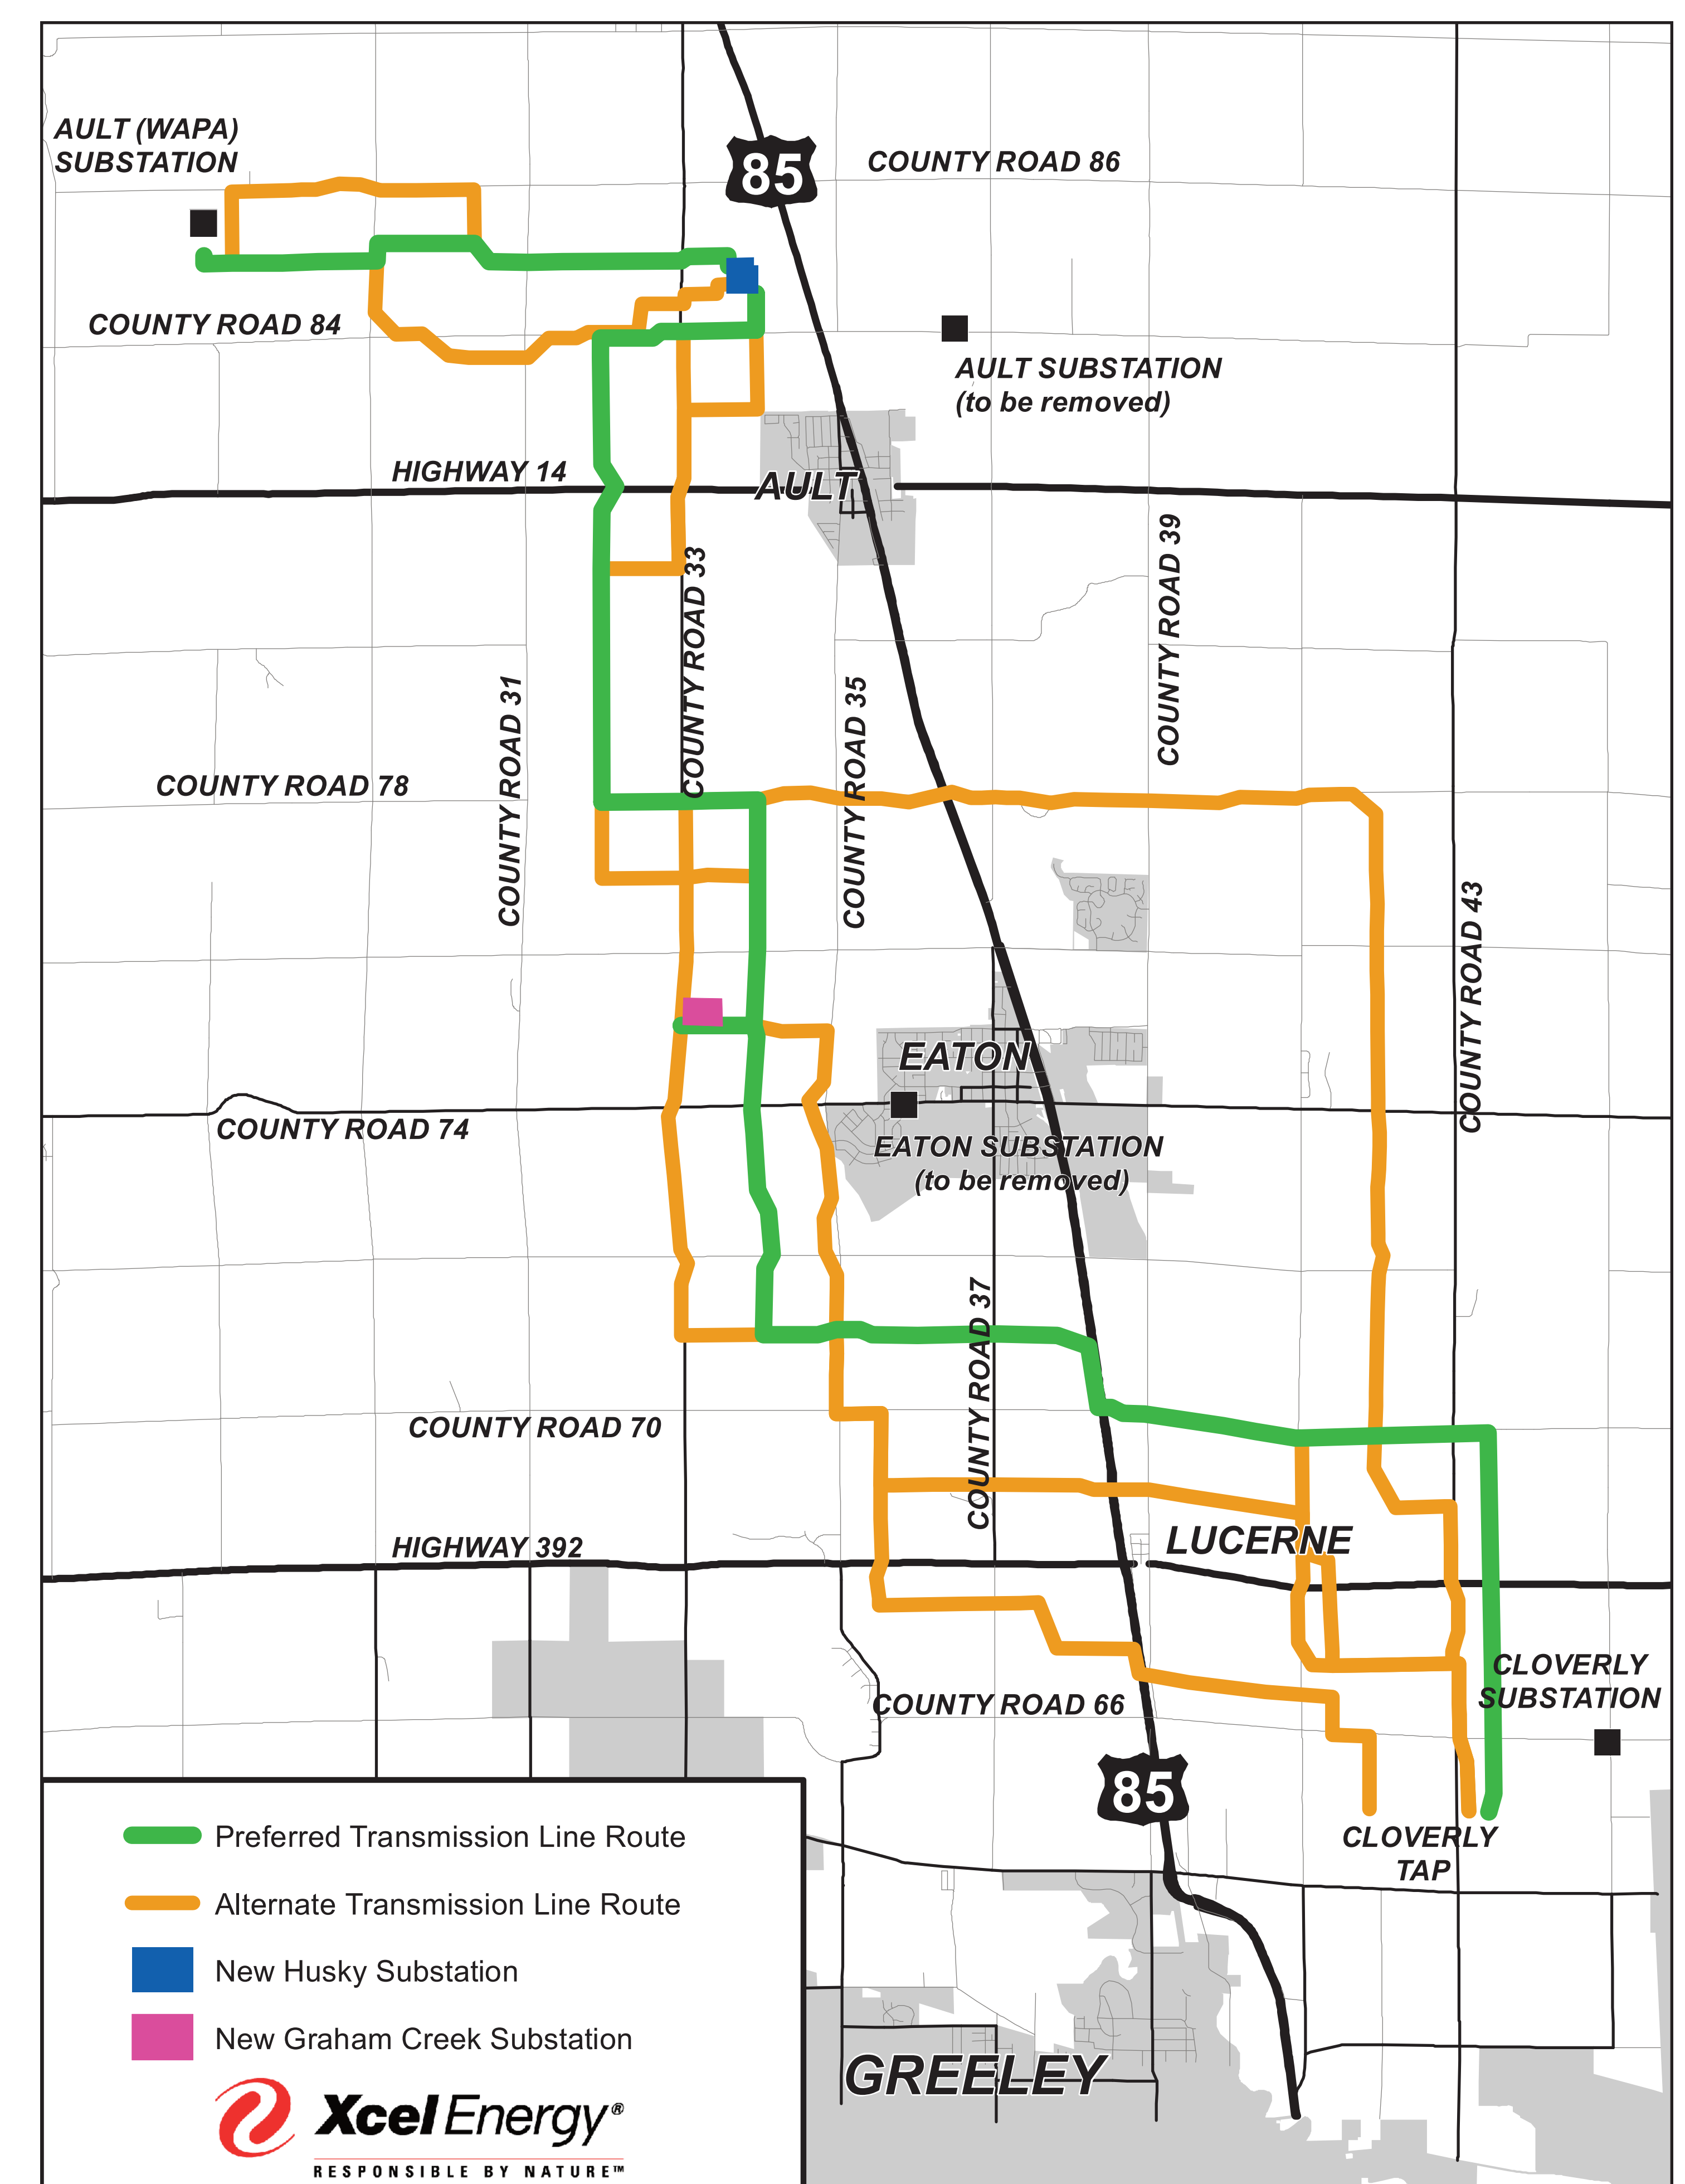 AULT (WAPA)
SUBSTATION
85
COUNTY ROAD 86
COUNTY ROAD 84
AULT SUBSTATION
(to be removed)
HIGHWAY 14
AULT
COUNTY ROAD 39
COUNTY ROAD 33
COUNTY ROAD 31
COUNTY ROAD 35
COUNTY ROAD 78
COUNTY ROAD 43
EATON
COUNTY ROAD 74
EATON SUBSTATION
(to be removed)
COUNTY ROAD 37
COUNTY ROAD 70
HIGHWAY 392
LUCERNE
CLOVERLY
SUBSTATION
COUNTY ROAD 66
85
CLOVERLY
TAP
Preferred Transmission Line Route
Alternate Transmission Line Route
New Husky Substation
New Graham Creek Substation
GREELEY
Xcel Energy®
RESPONSIBLE BY NATURE™